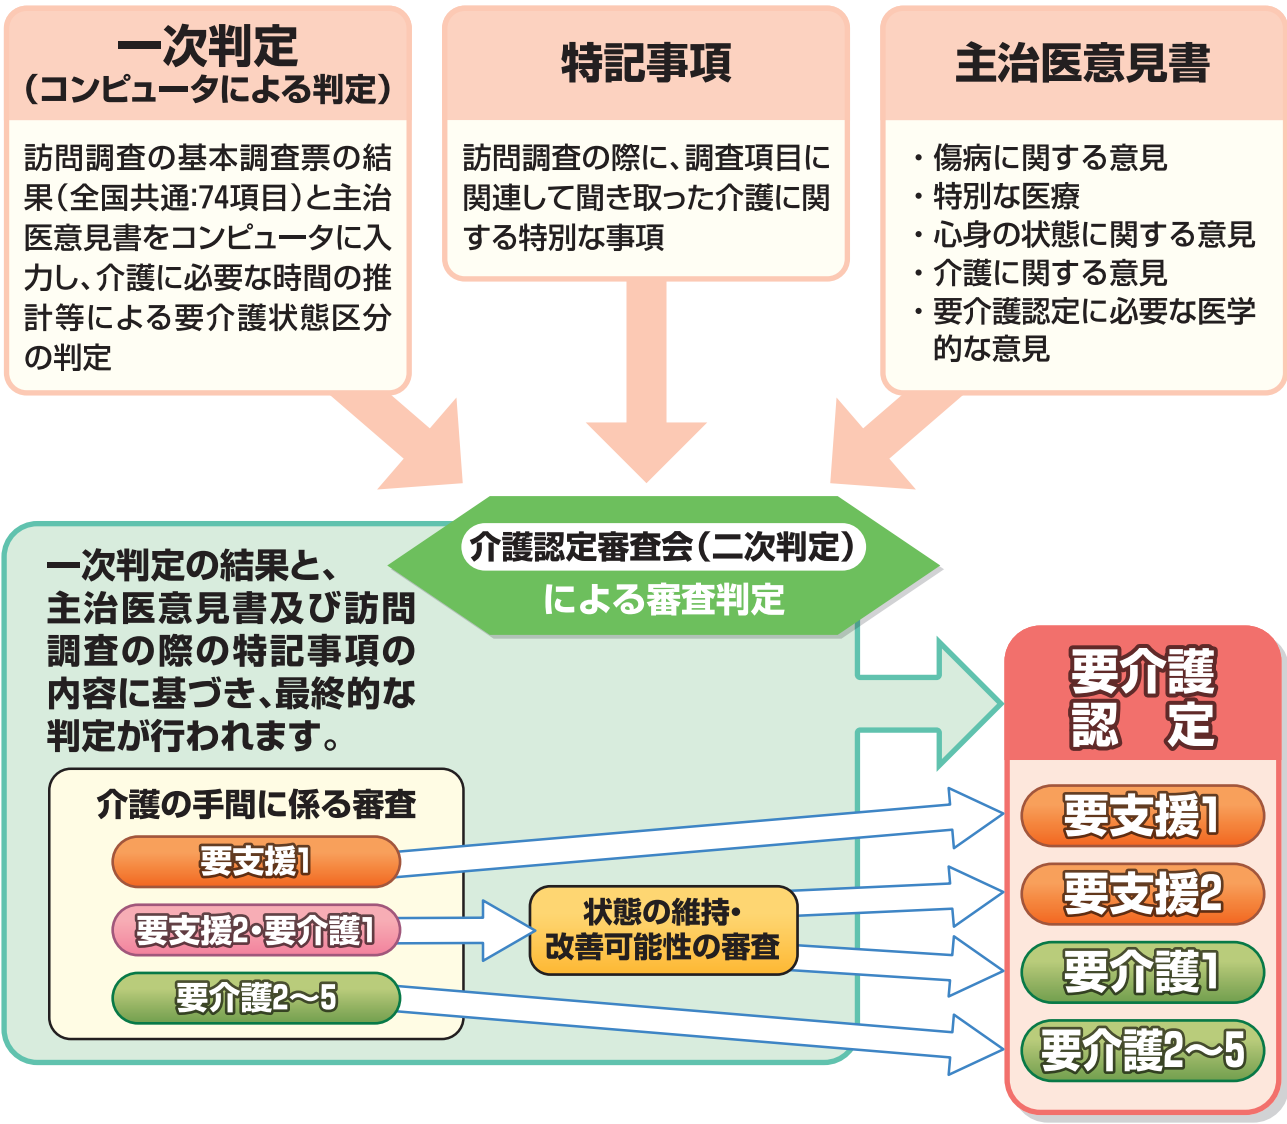 一次判定
（コンピュータによる判定）
訪問調査の基本調査票の結
果（全国共通:74項目）と主治
医意見書をコンピュータに入
力し、介護に必要な時間の推
計等による要介護状態区分
の判定
特記事項
訪問調査の際に、調査項目に
関連して聞き取った介護に関
する特別な事項
主治医意見書
・傷病に関する意見
・特別な医療
・心身の状態に関する意見
・介護に関する意見
・要介護認定に必要な医学
的な意見
介護認定審査会（二次判定）
による審査判定
一次判定の結果と、
主治医意見書及び訪問
調査の際の特記事項の
内容に基づき、最終的な
判定が行われます。
介護の手間に係る審査
要支援1
要支援2・要介護1
要介護2～5
状態の維持・
改善可能性の審査
要介護
認　定
要支援1
要支援2
要介護1
要介護2～5